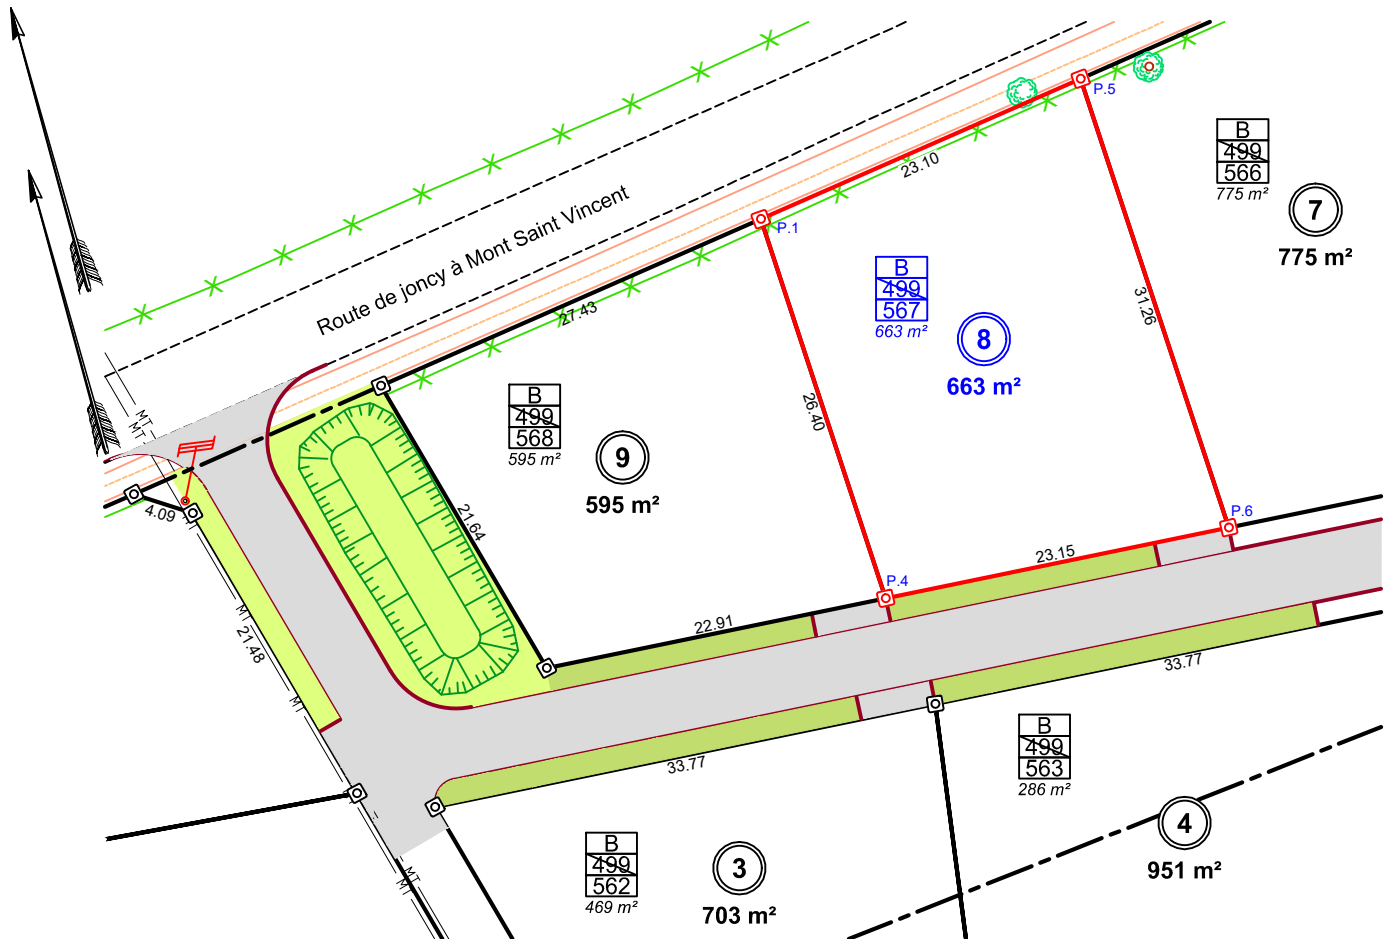 P.5
B
499
566
775 m²
7
775 m²
23.10
Route de joncy à Mont Saint Vincent
P.1
B
499
567
663 m²
8
663 m²
31.26
27.43
26.40
B
499
568
595 m²
9
595 m²
MT
MT
4.09
21.64
P.6
23.15
P.4
22.91
MT
21.48
MT
33.77
33.77
B
499
563
286 m²
4
951 m²
B
499
562
469 m²
3
703 m²
MT
MT